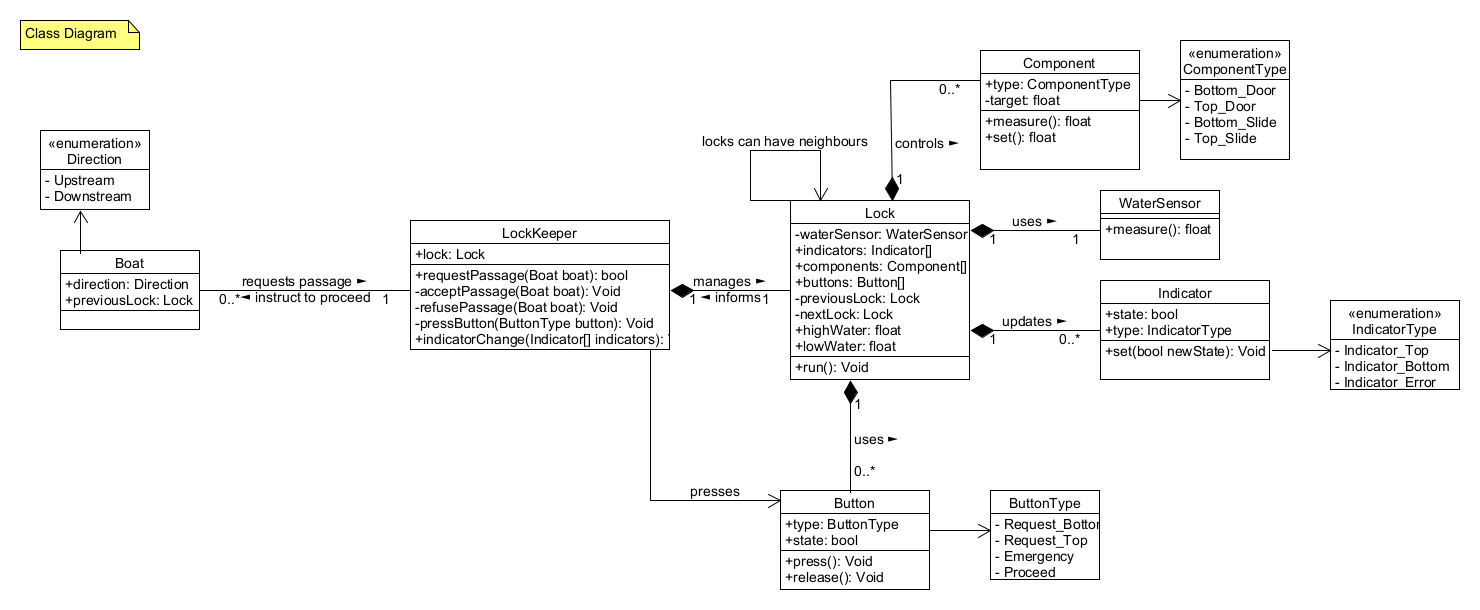 Class Diagram
«enumeration»
Direction
- Upstream
- Downstream
Boat
+direction: Direction
+previousLock: Lock
requests passage ►
0..*
◄ instruct to proceed
1
LockKeeper
+lock: Lock
+requestPassage(Boat boat): bool
-acceptPassage(Boat boat): Void
-refusePassage(Boat boat): Void
-pressButton(ButtonType button): Void
+indicatorChange(Indicator[] indicators):
manages ►
1
◄ informs
1
presses
locks can have neighbours
Lock
-waterSensor: WaterSensor
+indicators: Indicator[]
+components: Component[]
+buttons: Button[]
-previousLock: Lock
-nextLock: Lock
+highWater: float
+lowWater: float
+run(): Void
0..*
controls ►
1
Component
+type: ComponentType
-target: float
+measure(): float
+set(): float
«enumeration»
ComponentType
- Bottom_Door
- Top_Door
- Bottom_Slide
- Top_Slide
uses ►
1
1
WaterSensor
+measure(): float
updates ►
1
0..*
Indicator
+state: bool
+type: IndicatorType
+set(bool newState): Void
«enumeration»
IndicatorType
- Indicator_Top
- Indicator_Bottom
- Indicator_Error
1
uses ►
0..*
Button
+type: ButtonType
+state: bool
+press(): Void
+release(): Void
ButtonType
- Request_Bottor
- Request_Top
- Emergency
- Proceed